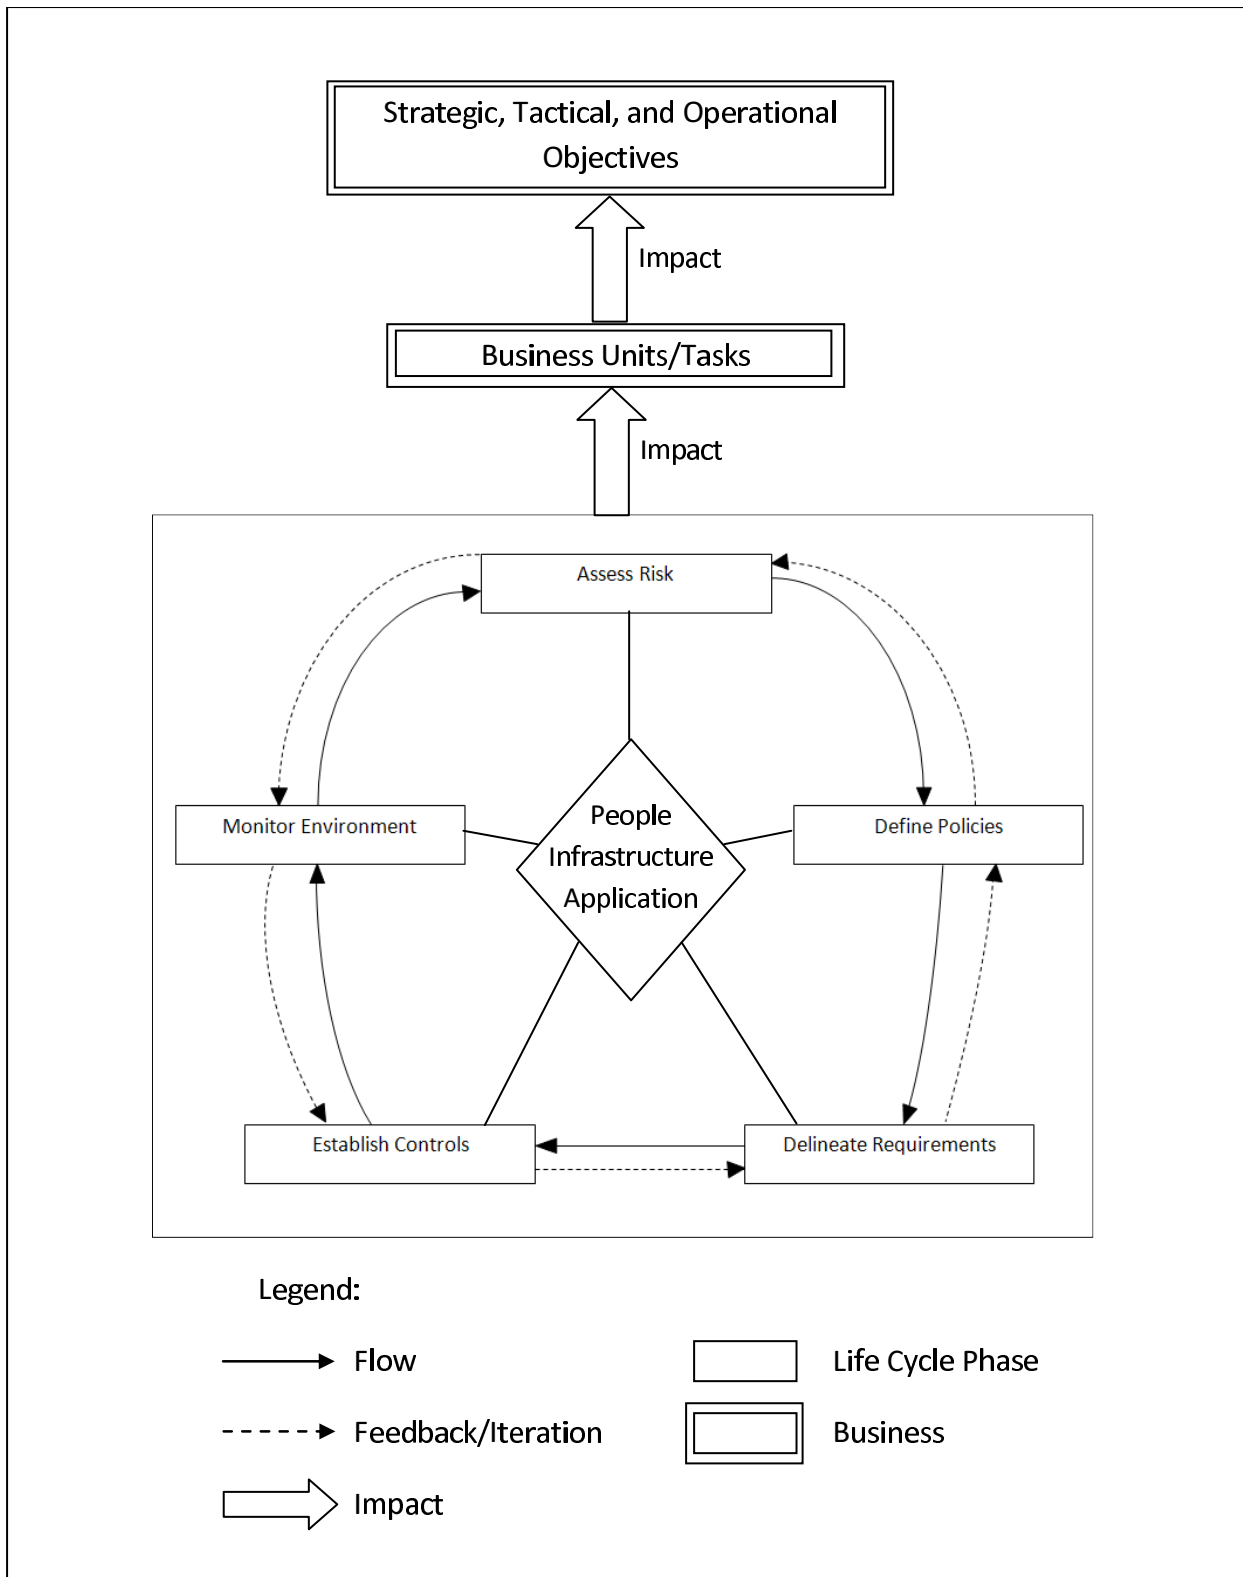 Strategic, Tactical, and Operational
Objectives
Impact
Business Units/Tasks
Impact
Assess Risk
Monitor Environment
People
Infrastructure
Application
Define Policies
Establish Controls
Delineate Requirements
Legend:
Flow
Life Cycle Phase
Feedback/Iteration
Business
Impact